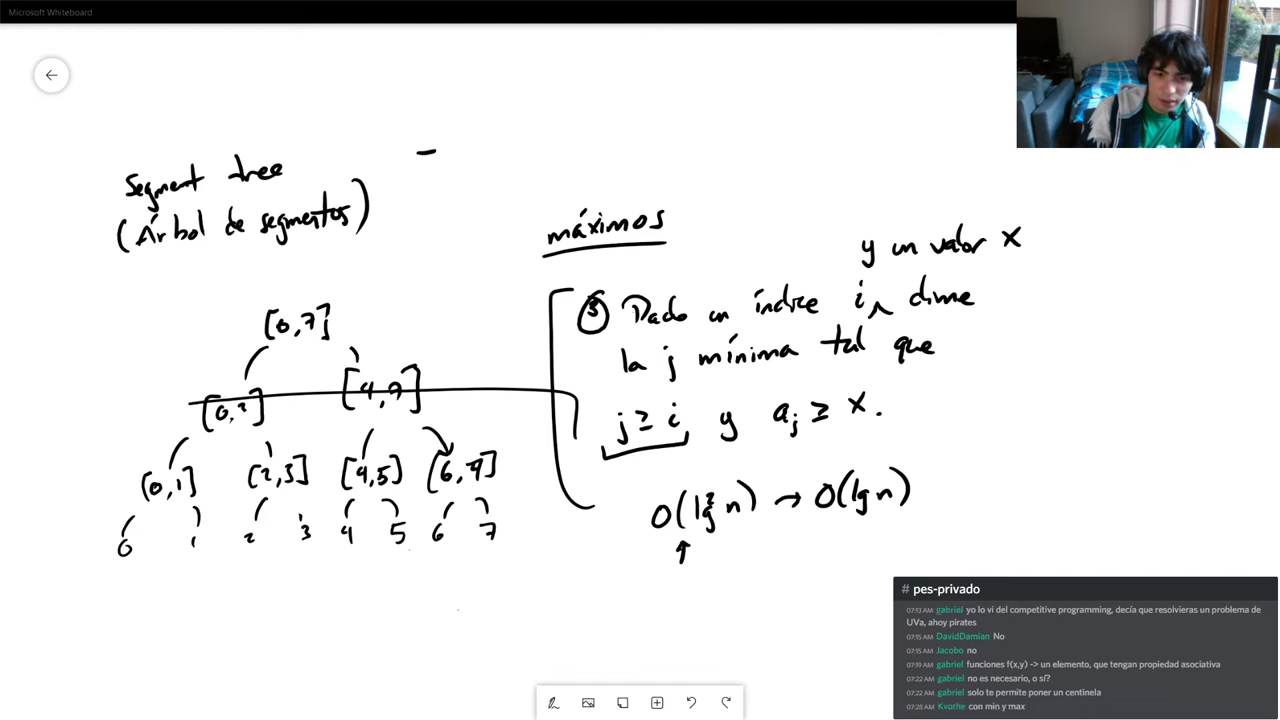 Microsoft Whiteboard
Segment tree
(Árbol de segmentos)
máximos
y un valor x
③ Dado un índice i, dime
la j mínima tal que
j ≥ i y aj ≥ x.
O(lg² n) → O(lg n)
[0,7]
[0,3] [4,7]
[0,1] [2,3] [4,5] [6,7]
0 1 2 3 4 5 6 7
# pes-privado
07:13 AM gabriel yo lo vi del competitive programming, decía que resolvieras un problema de
UVa, ahoy pirates
07:15 AM DavidDamian No
07:15 AM Jacobo no
07:19 AM gabriel funciones f(x,y) -> un elemento, que tengan propiedad asociativa
07:22 AM gabriel no es necesario, o sí?
07:22 AM gabriel solo te permite poner un centinela
07:28 AM Kvothe con min y max